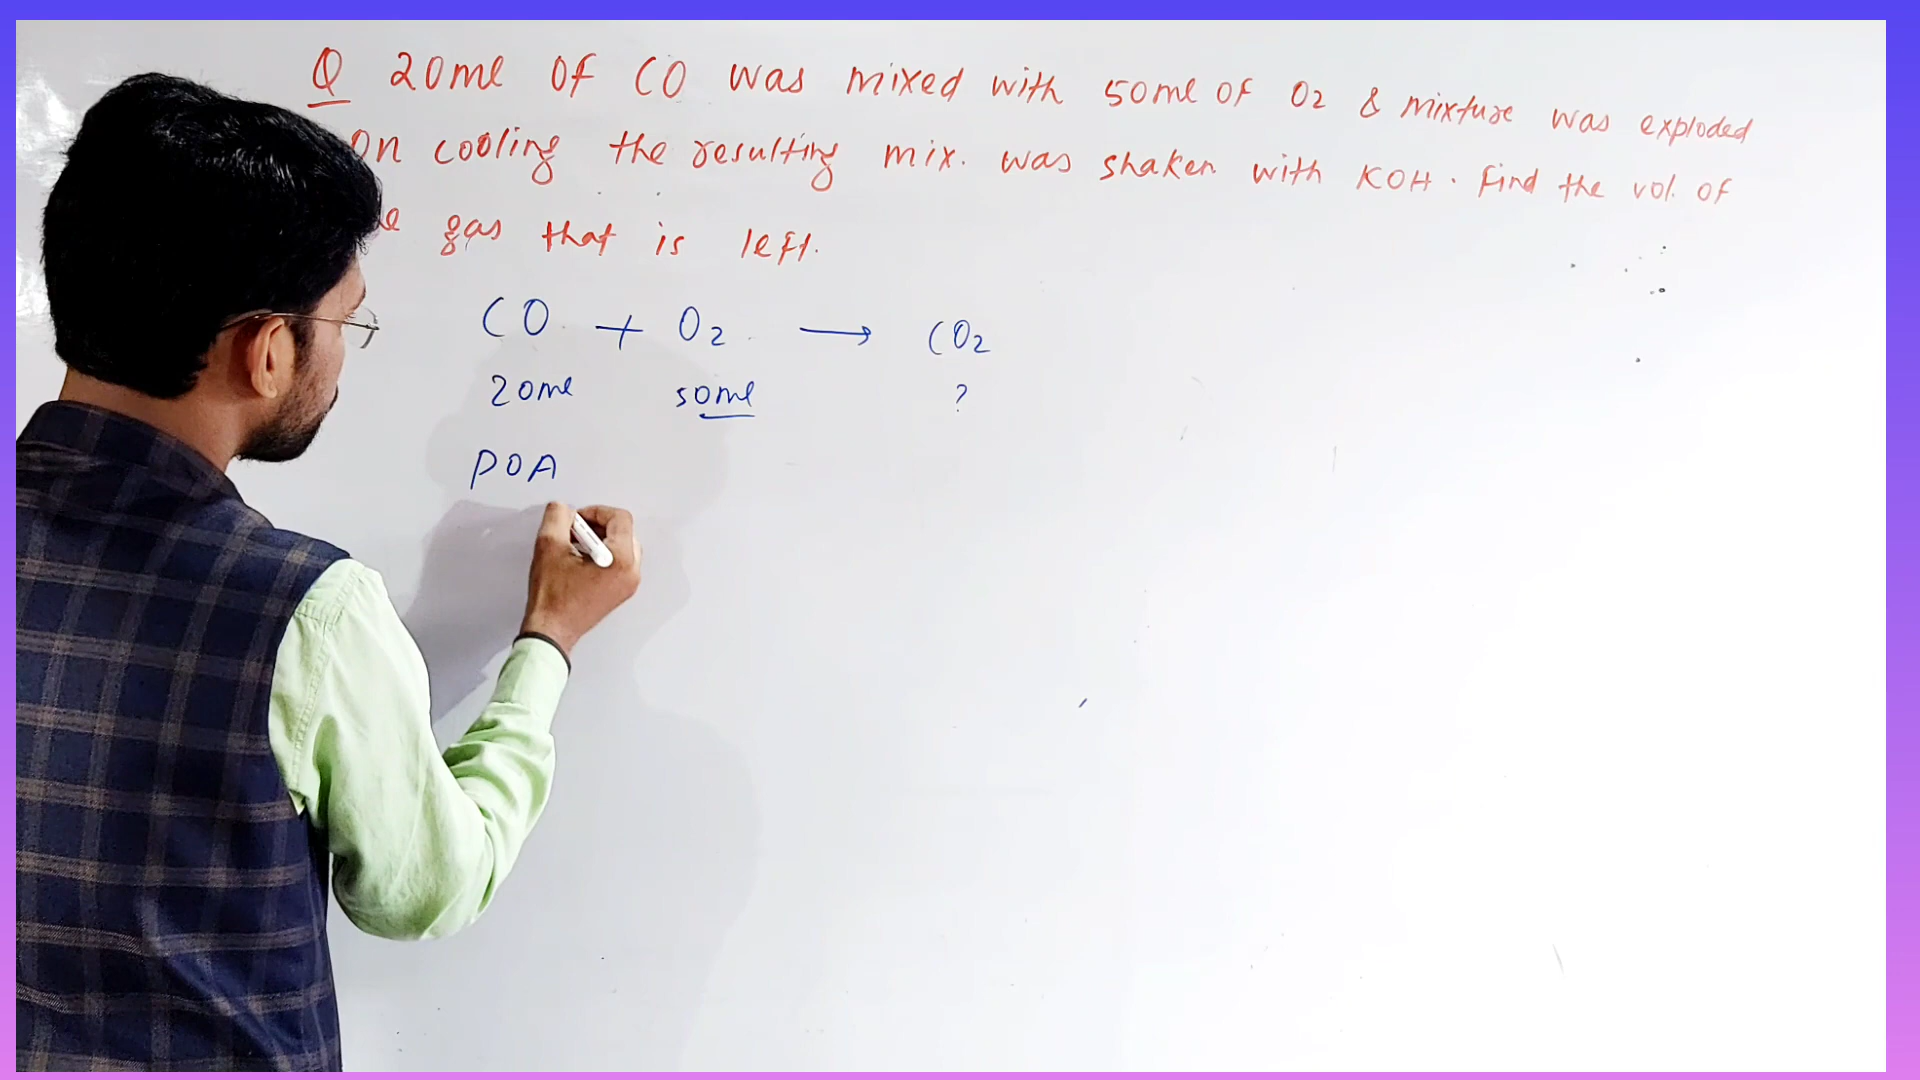 Q 20ml of CO was mixed with 50ml of O2 & mixture was exploded
On cooling the resulting mix. was shaken with KOH. find the vol. of
gas that is left.
CO + O2 → CO2
20ml 50ml ?
POA